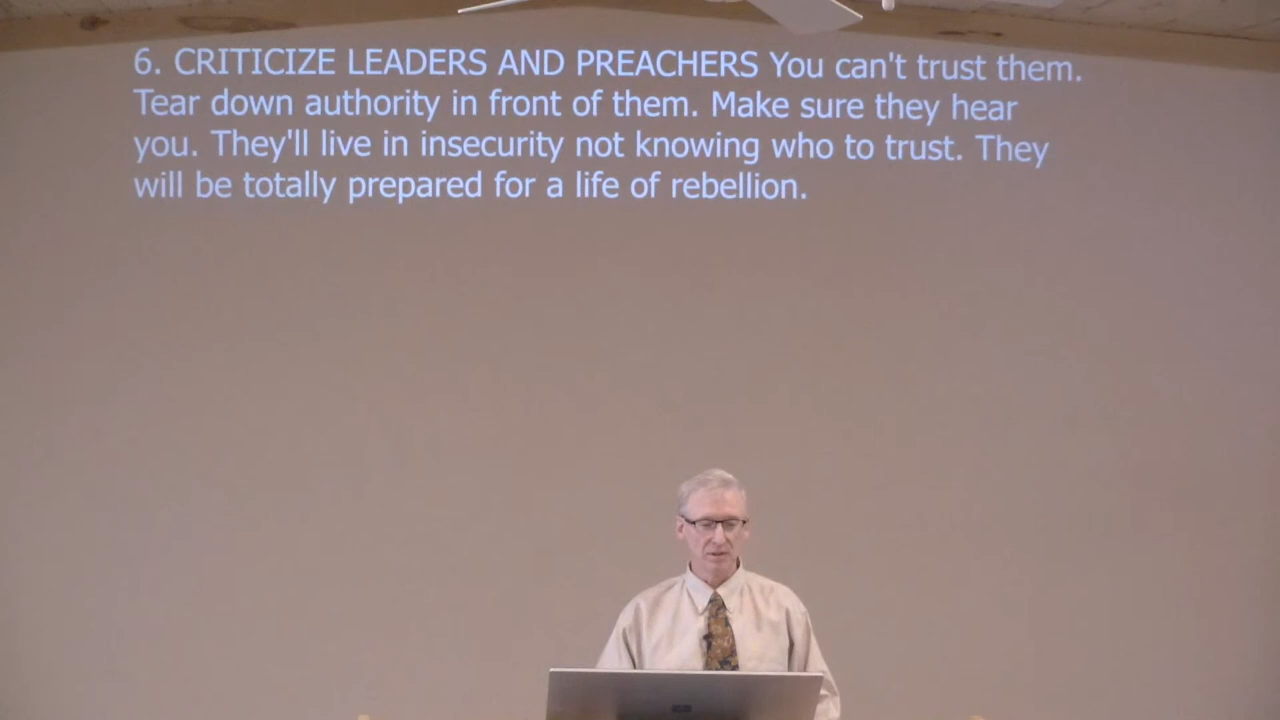 6. CRITICIZE LEADERS AND PREACHERS You can't trust them.
Tear down authority in front of them. Make sure they hear
you. They'll live in insecurity not knowing who to trust. They
will be totally prepared for a life of rebellion.